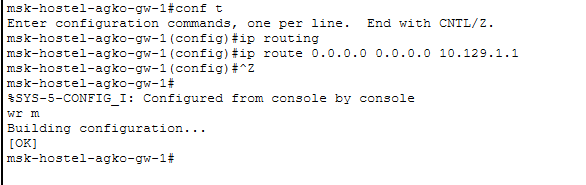 msk-hostel-agko-gw-1#conf t
Enter configuration commands, one per line.  End with CNTL/Z.
msk-hostel-agko-gw-1(config)#ip routing
msk-hostel-agko-gw-1(config)#ip route 0.0.0.0 0.0.0.0 10.129.1.1
msk-hostel-agko-gw-1(config)#^Z
msk-hostel-agko-gw-1#
%SYS-5-CONFIG_I: Configured from console by console
wr m
Building configuration...
[OK]
msk-hostel-agko-gw-1#